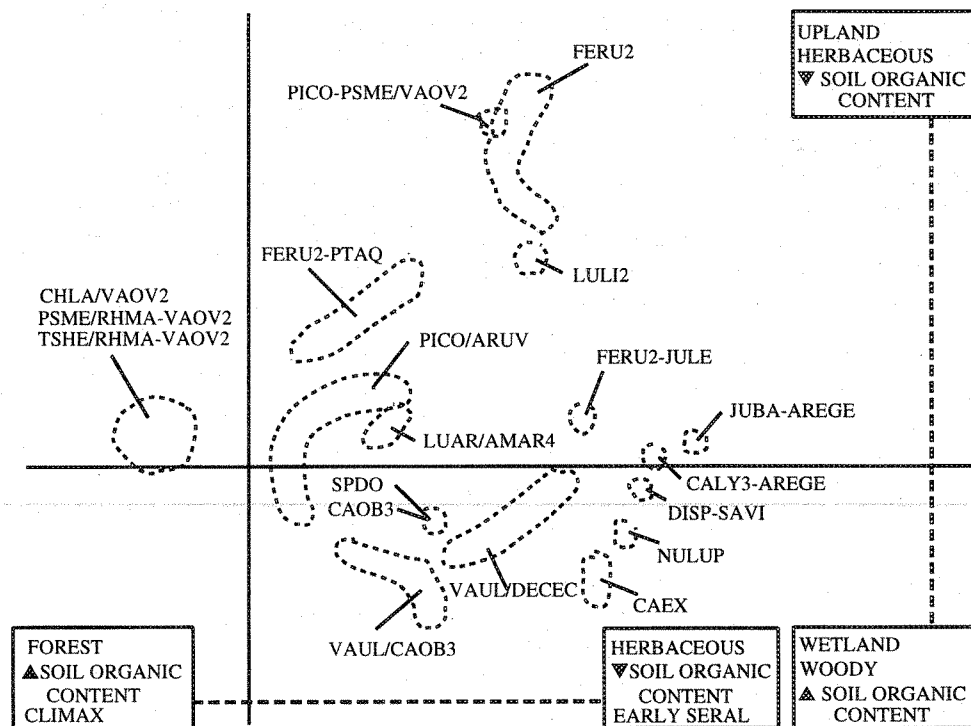 FERU2
UPLAND
HERBACEOUS
▼ SOIL ORGANIC
CONTENT
PICO-PSME/VAOV2
FERU2-PTAQ
LULI2
CHLA/VAOV2
PSME/RHMA-VAOV2
TSHE/RHMA-VAOV2
PICO/ARUV
FERU2-JULE
JUBA-AREGE
LUAR/AMAR4
SPDO
CAOB3
CALY3-AREGE
DISP-SAVI
NULUP
VAUL/DECEC
CAEX
VAUL/CAOB3
FOREST
▲SOIL ORGANIC
CONTENT
CLIMAX
HERBACEOUS
▼SOIL ORGANIC
CONTENT
EARLY SERAL
WETLAND
WOODY
▲ SOIL ORGANIC
CONTENT